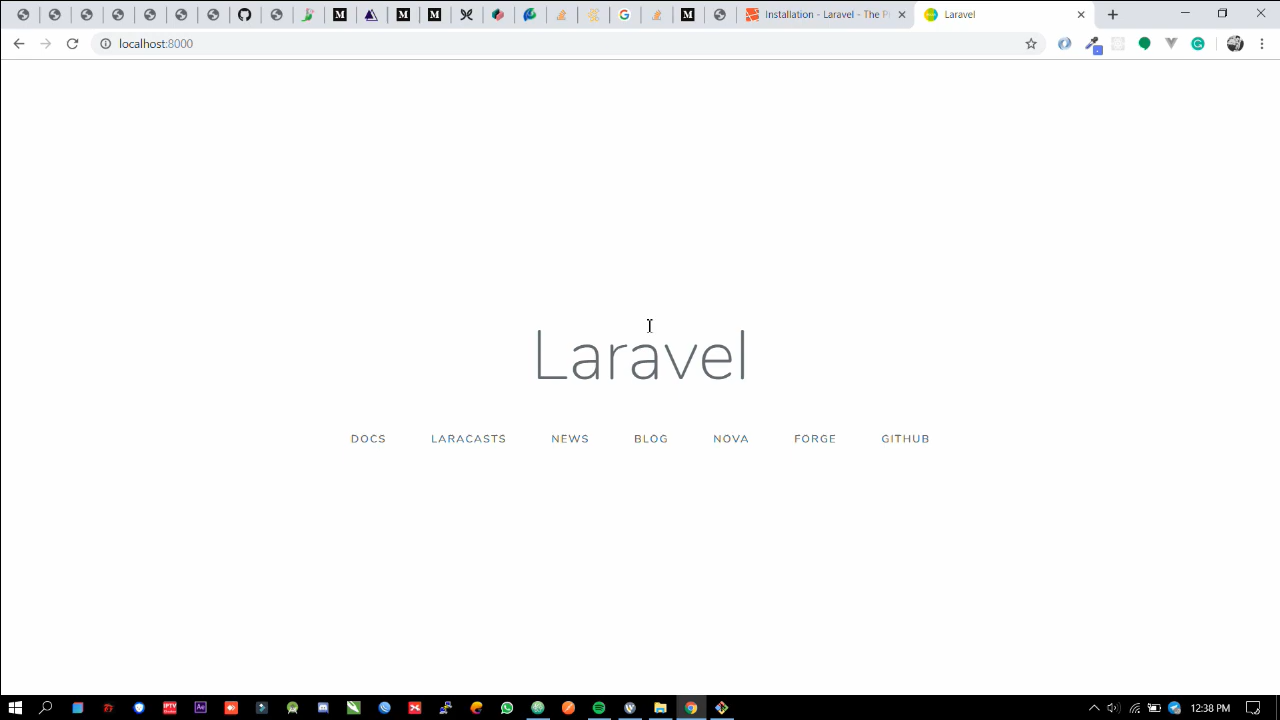 Installation - Laravel - The P
Laravel
localhost:8000
Laravel
DOCS LARACASTS NEWS BLOG NOVA FORGE GITHUB
12:38 PM